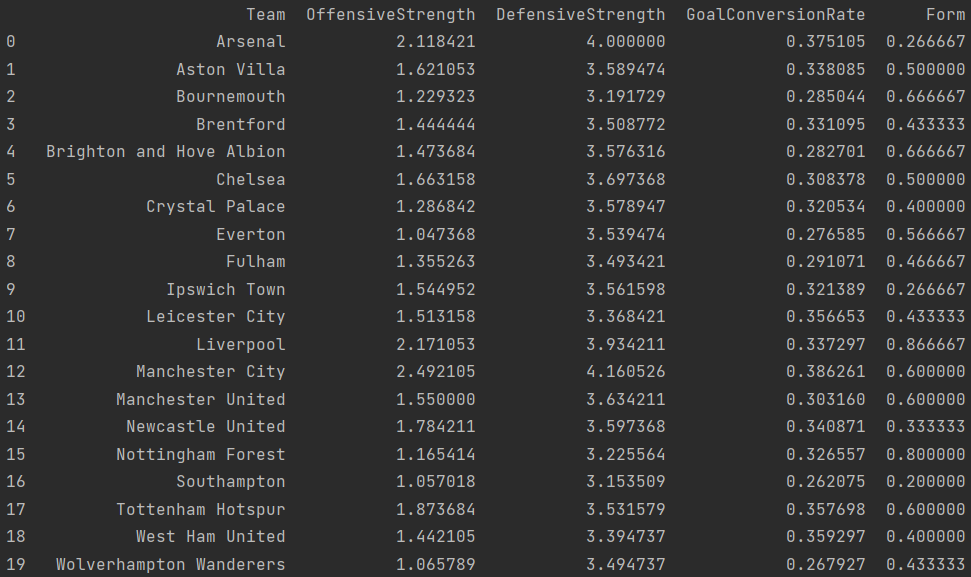 Team OffensiveStrength DefensiveStrength GoalConversionRate Form
0 Arsenal 2.118421 4.000000 0.375105 0.266667
1 Aston Villa 1.621053 3.589474 0.338085 0.500000
2 Bournemouth 1.229323 3.191729 0.285044 0.666667
3 Brentford 1.444444 3.508772 0.331095 0.433333
4 Brighton and Hove Albion 1.473684 3.576316 0.282701 0.666667
5 Chelsea 1.663158 3.697368 0.308378 0.500000
6 Crystal Palace 1.286842 3.578947 0.320534 0.400000
7 Everton 1.047368 3.539474 0.276585 0.566667
8 Fulham 1.355263 3.493421 0.291071 0.466667
9 Ipswich Town 1.544952 3.561598 0.321389 0.266667
10 Leicester City 1.513158 3.368421 0.356653 0.433333
11 Liverpool 2.171053 3.934211 0.337297 0.866667
12 Manchester City 2.492105 4.160526 0.386261 0.600000
13 Manchester United 1.550000 3.634211 0.303160 0.600000
14 Newcastle United 1.784211 3.597368 0.340871 0.333333
15 Nottingham Forest 1.165414 3.225564 0.326557 0.800000
16 Southampton 1.057018 3.153509 0.262075 0.200000
17 Tottenham Hotspur 1.873684 3.531579 0.357698 0.600000
18 West Ham United 1.442105 3.394737 0.359297 0.400000
19 Wolverhampton Wanderers 1.065789 3.494737 0.267927 0.433333